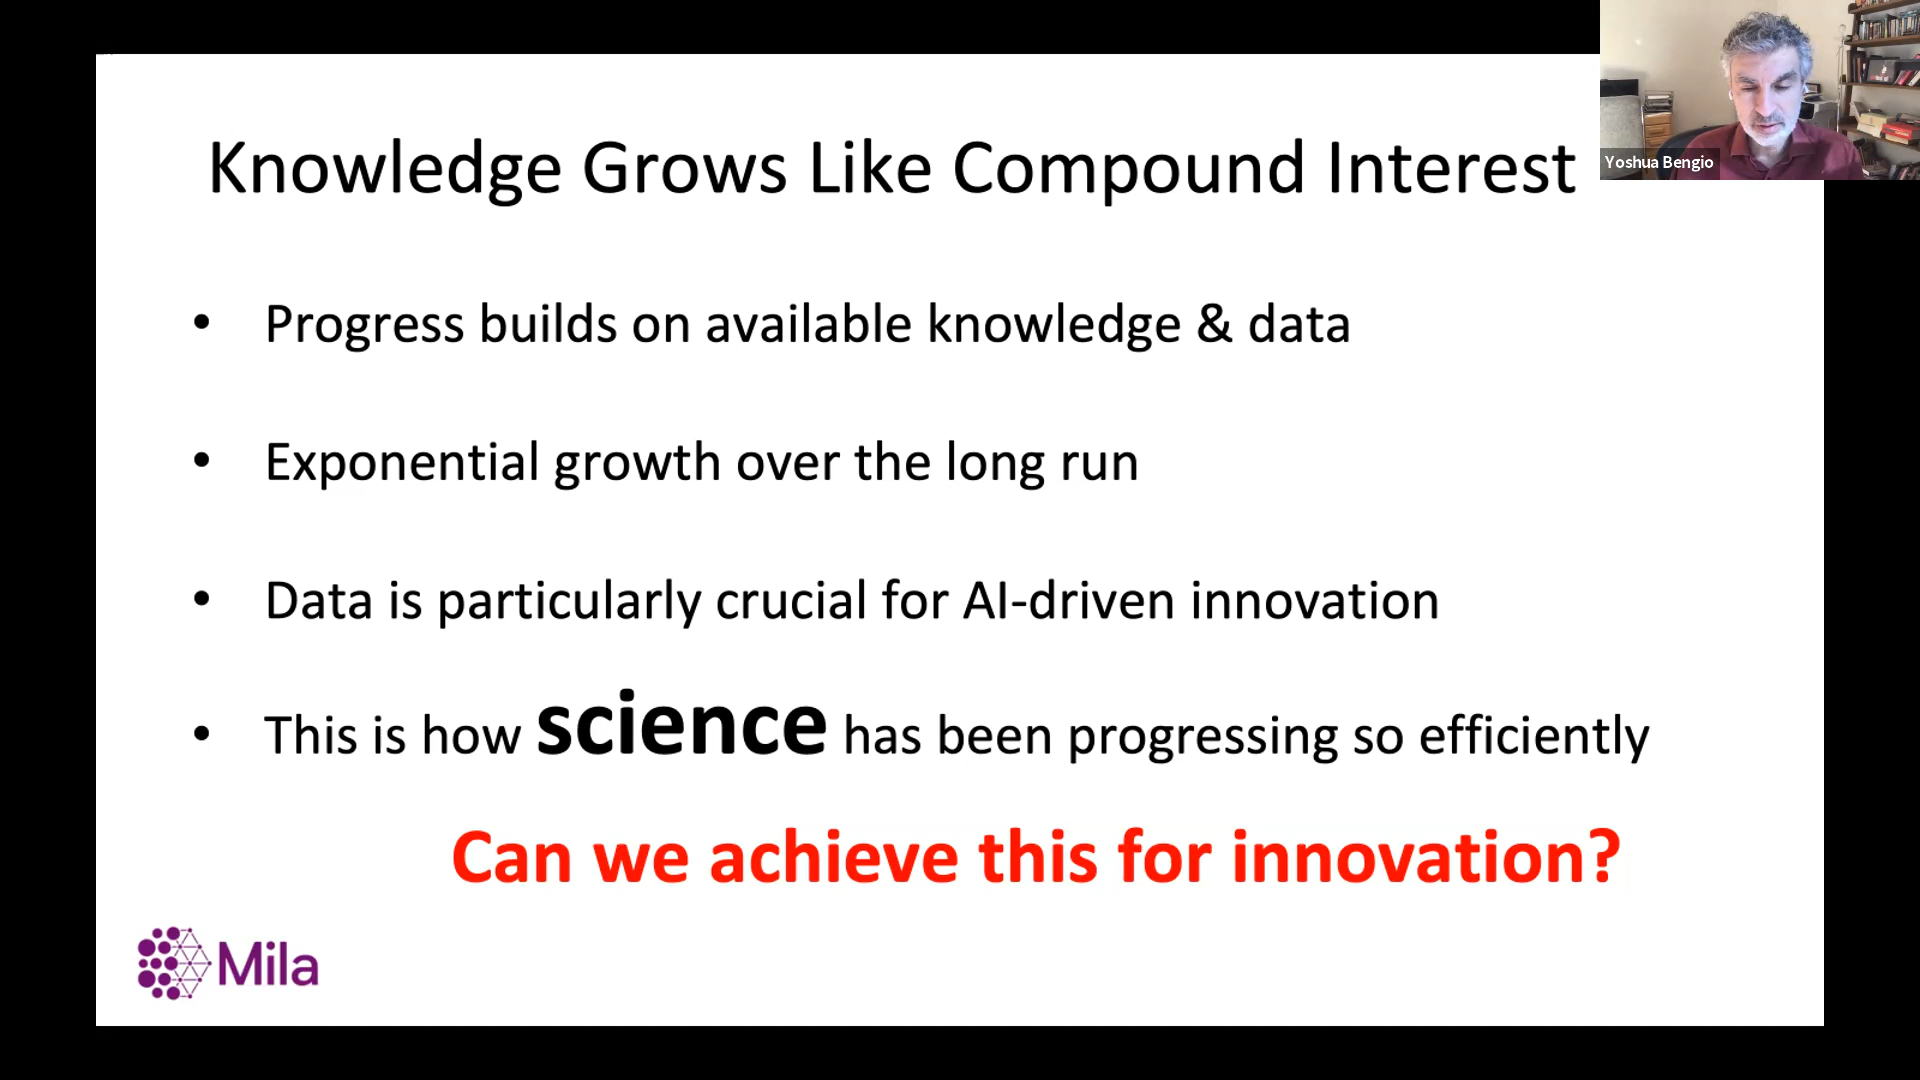 Knowledge Grows Like Compound Interest
Yoshua Bengio
• Progress builds on available knowledge & data
• Exponential growth over the long run
• Data is particularly crucial for AI-driven innovation
• This is how science has been progressing so efficiently
Can we achieve this for innovation?
Mila